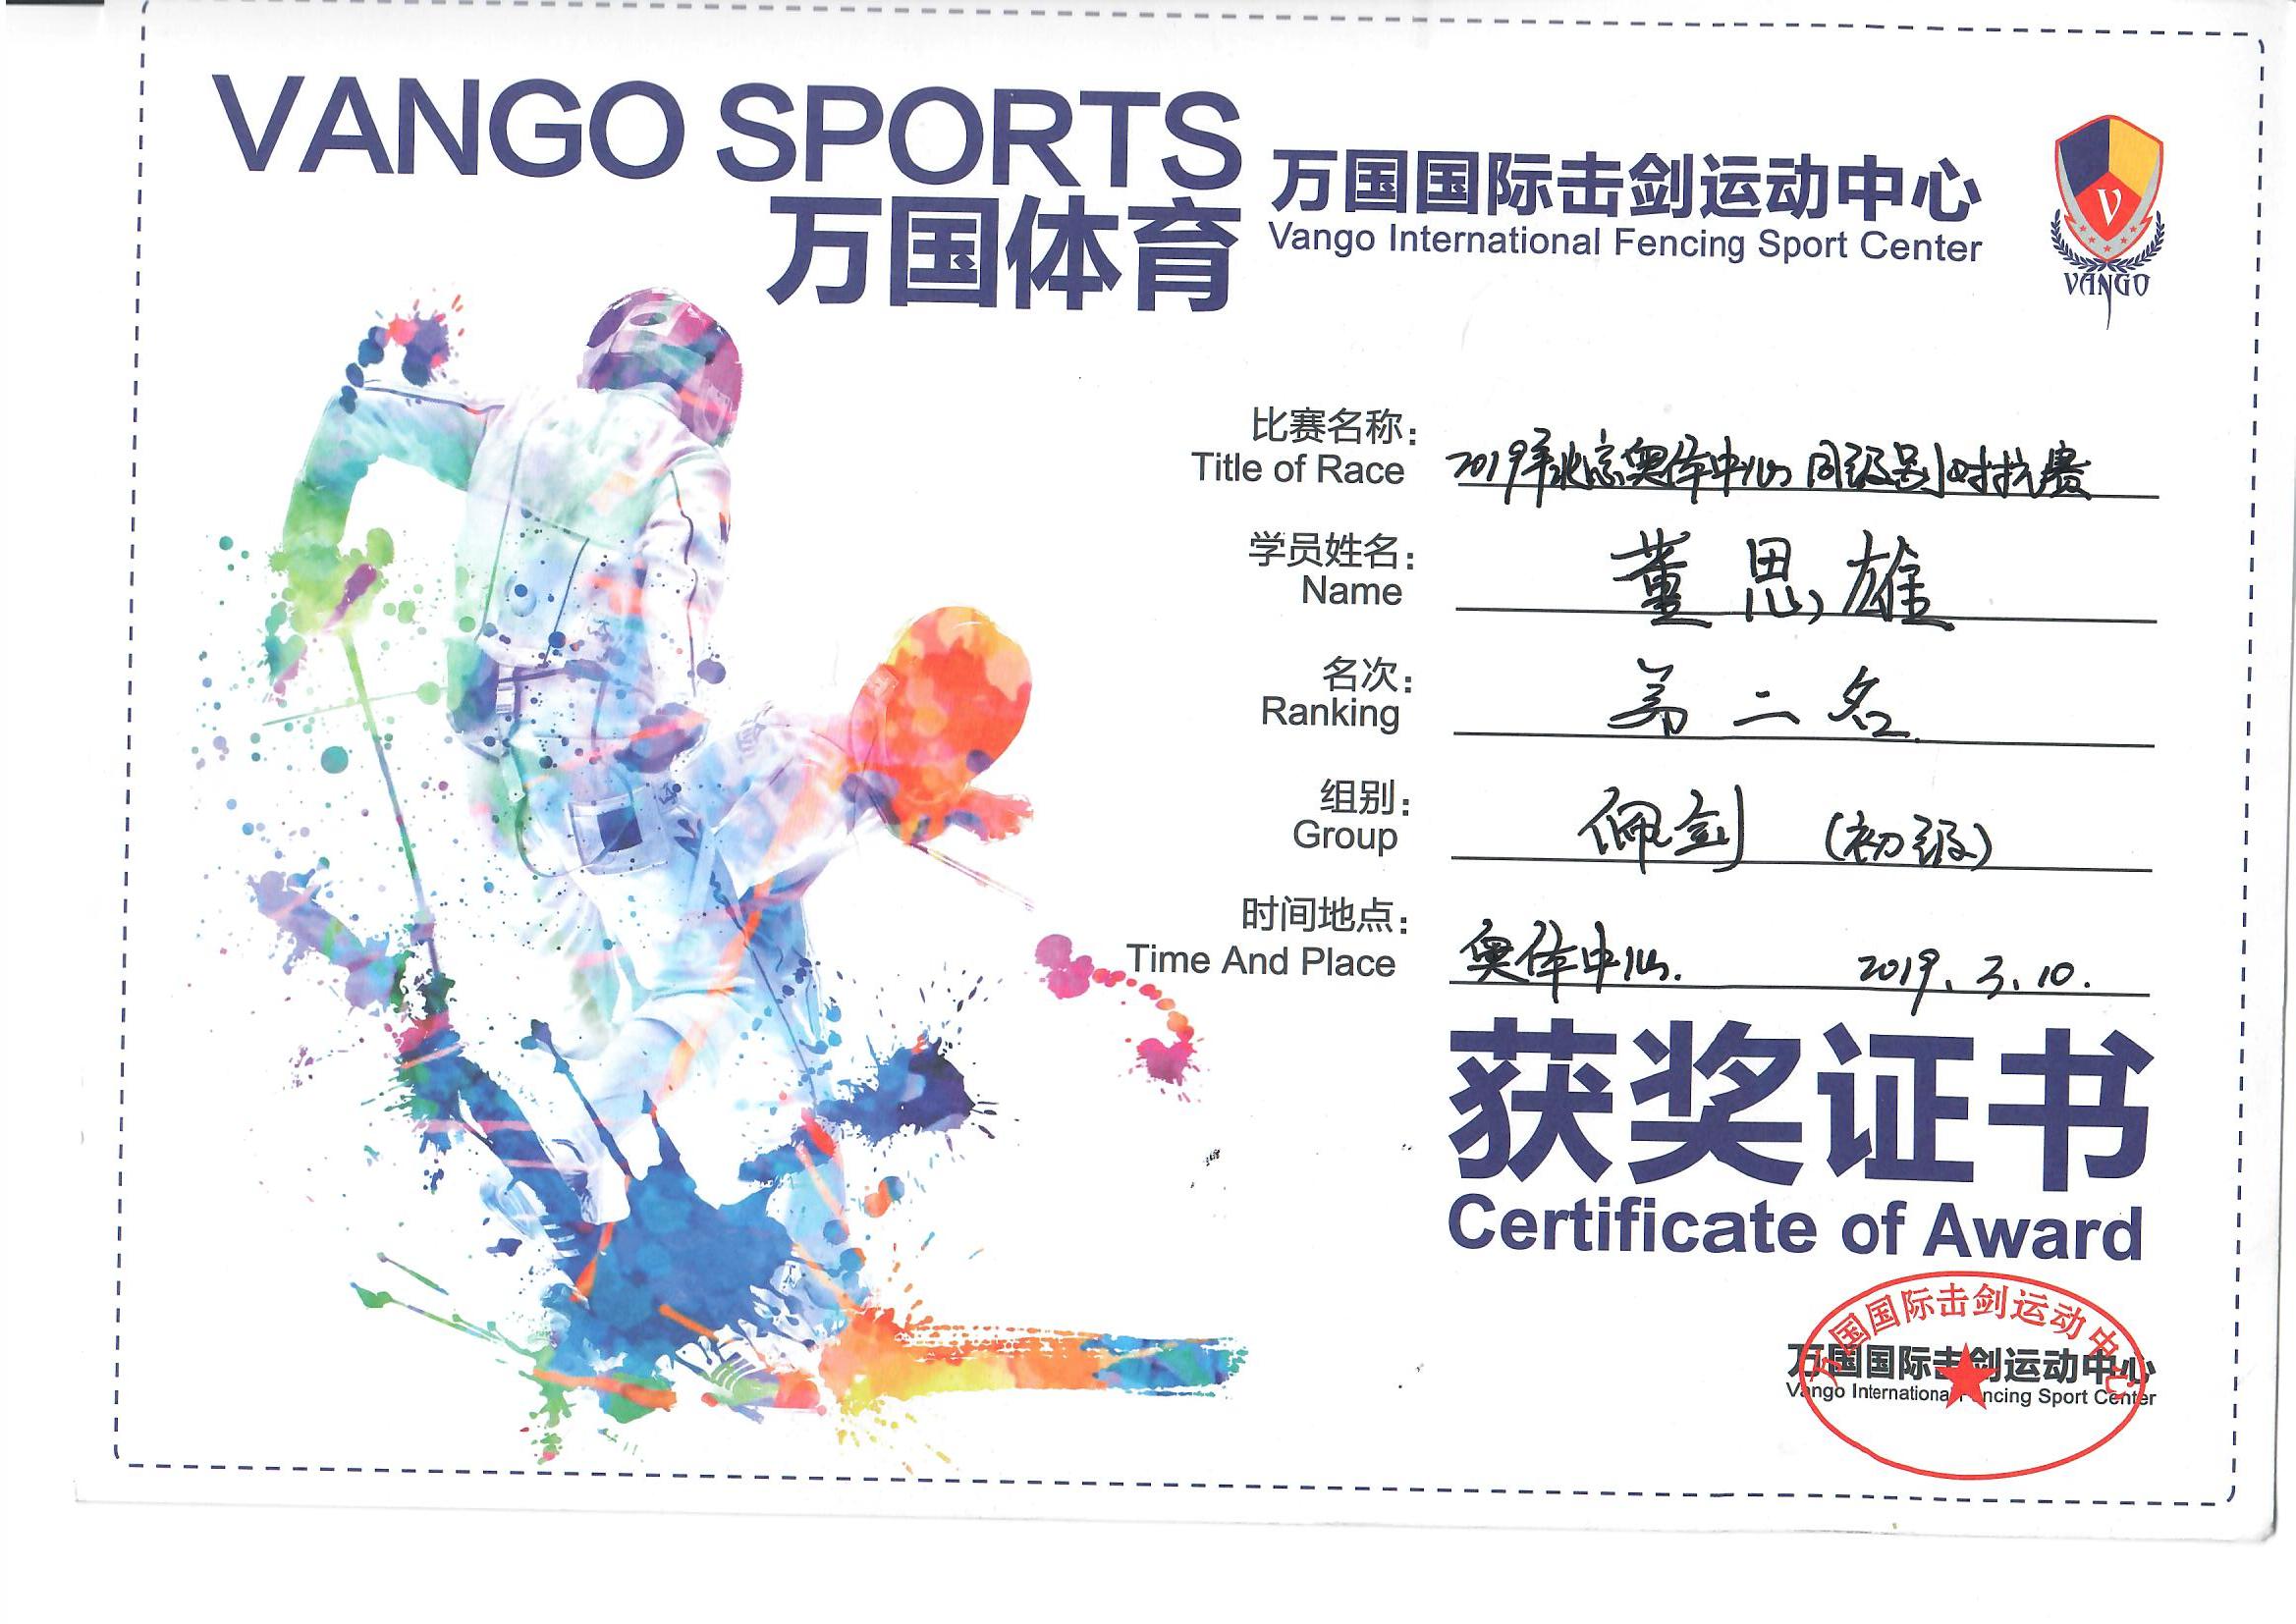 VANGO SPORTS
万国体育
万国国际击剑运动中心
Vango International Fencing Sport Center
V
VANGO
比赛名称：
Title of Race
2019年北京奥体中心同级别对抗赛
学员姓名：
Name
董思雄
名次：
Ranking
第二名
组别：
Group
佩剑 （初级）
时间地点：
Time And Place
奥体中心. 2019.3.10.
获奖证书
Certificate of Award
万国国际击剑运动中心
万国国际击剑运动中心
Vango International Fencing Sport Center